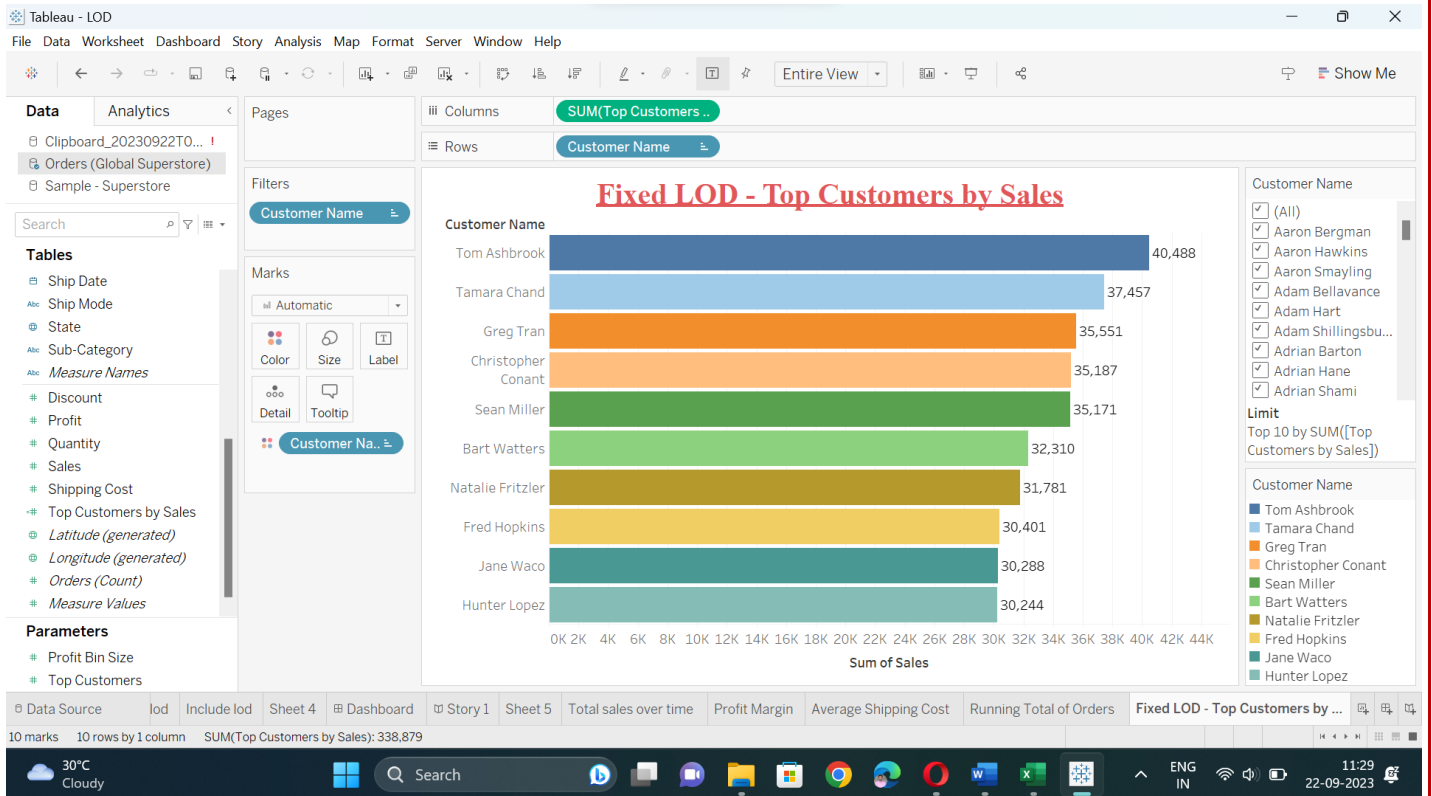 Tableau - LOD
File Data Worksheet Dashboard Story Analysis Map Format Server Window Help
Entire View
Show Me
Data Analytics
Clipboard_20230922T0... !
Orders (Global Superstore)
Sample - Superstore
Search
Tables
Ship Date
Abc Ship Mode
State
Abc Sub-Category
Abc Measure Names
# Discount
# Profit
# Quantity
# Sales
# Shipping Cost
=# Top Customers by Sales
Latitude (generated)
Longitude (generated)
# Orders (Count)
# Measure Values
Parameters
# Profit Bin Size
# Top Customers
Pages
Filters
Customer Name
Marks
Automatic
Color Size Label
Detail Tooltip
Customer Na..
Columns SUM(Top Customers ..
Rows Customer Name
Fixed LOD - Top Customers by Sales
Customer Name
Tom Ashbrook 40,488
Tamara Chand 37,457
Greg Tran 35,551
Christopher
Conant 35,187
Sean Miller 35,171
Bart Watters 32,310
Natalie Fritzler 31,781
Fred Hopkins 30,401
Jane Waco 30,288
Hunter Lopez 30,244
0K 2K 4K 6K 8K 10K 12K 14K 16K 18K 20K 22K 24K 26K 28K 30K 32K 34K 36K 38K 40K 42K 44K
Sum of Sales
Customer Name
(All)
Aaron Bergman
Aaron Hawkins
Aaron Smayling
Adam Bellavance
Adam Hart
Adam Shillingsbu...
Adrian Barton
Adrian Hane
Adrian Shami
Limit
Top 10 by SUM([Top
Customers by Sales])
Customer Name
Tom Ashbrook
Tamara Chand
Greg Tran
Christopher Conant
Sean Miller
Bart Watters
Natalie Fritzler
Fred Hopkins
Jane Waco
Hunter Lopez
Data Source lod Include lod Sheet 4 Dashboard Story 1 Sheet 5 Total sales over time Profit Margin Average Shipping Cost Running Total of Orders Fixed LOD - Top Customers by ...
10 marks 10 rows by 1 column SUM(Top Customers by Sales): 338,879
30°C
Cloudy
Search
ENG
IN
11:29
22-09-2023